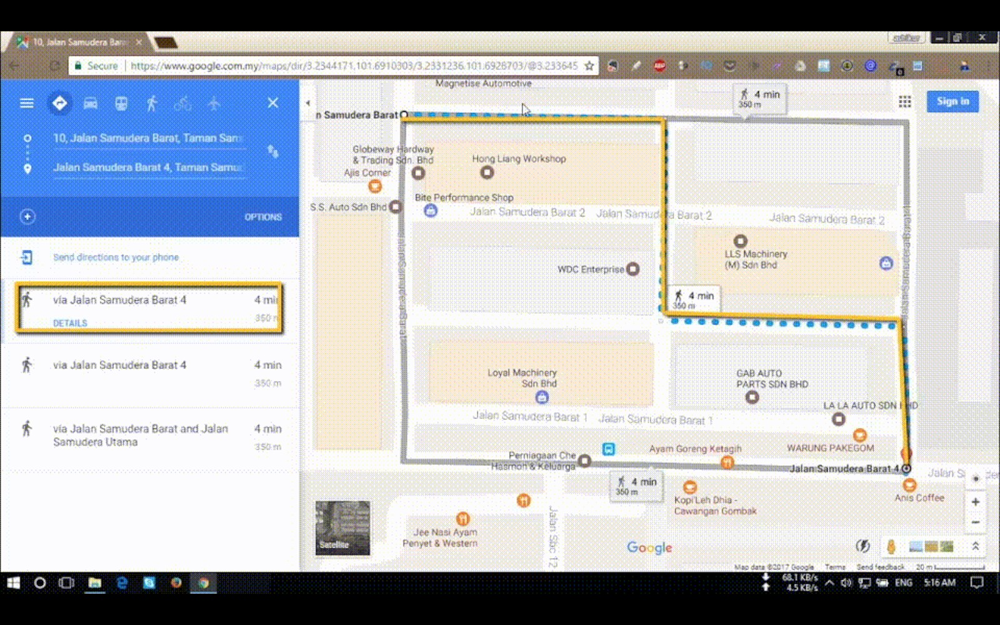 10, Jalan Samudera Bar
Secure
https://www.google.com.my/maps/dir/3.2344171,101.6910303/3.2331236,101.6928703/@3.233645
10, Jalan Samudera Barat, Taman Sam
Jalan Samudera Barat 4, Taman Samud
OPTIONS
Send directions to your phone
via Jalan Samudera Barat 4
4 min
DETAILS
350 m
via Jalan Samudera Barat 4
4 min
350 m
via Jalan Samudera Barat and Jalan
Samudera Utama
4 min
350 m
Magnetise Automotive
4 min
350 m
Sign in
n Samudera Barat
Globeway Hardway
& Trading Sdn. Bhd
Ajis Corner
Hong Liang Workshop
Bite Performance Shop
S.S. Auto Sdn Bhd
Jalan Samudera Barat 2
Jalan Samudera Barat 2
Jalan Samudera Barat 2
LLS Machinery
(M) Sdn Bhd
WDC Enterprise
4 min
350 m
Jalan Samudera Barat
Loyal Machinery
Sdn Bhd
GAB AUTO
PARTS SDN BHD
LA LA AUTO SDN HD
Jalan Samudera Barat 1
Jalan Samudera Barat 1
Perniagaan Che
Hasmoh & Keluarga
Ayam Goreng Ketagih
WARUNG PAKEGOM
Jalan Samudera Barat 4
Jalan S
4 min
350 m
Kopi'Leh Dhia -
Cawangan Gombak
Anis Coffee
Jalan Sbc 12
Jee Nasi Ayam
Penyet & Western
Satellite
Google
Map data ©2017 Google
Terms
Send feedback
20 m
68.1 KB/s
4.5 KB/s
ENG
5:16 AM